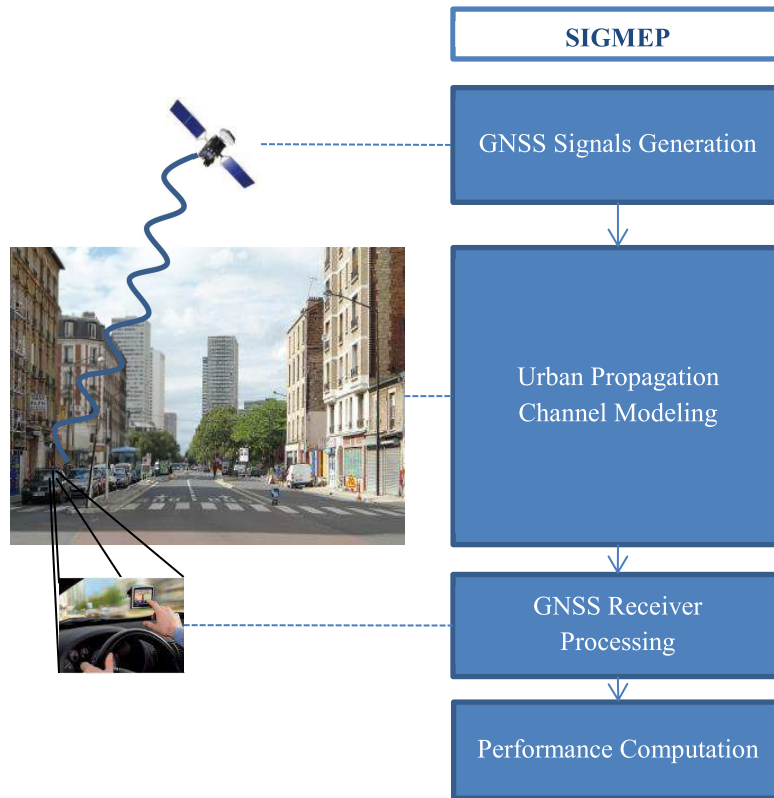 SIGMEP
GNSS Signals Generation
Urban Propagation
Channel Modeling
GNSS Receiver
Processing
Performance Computation